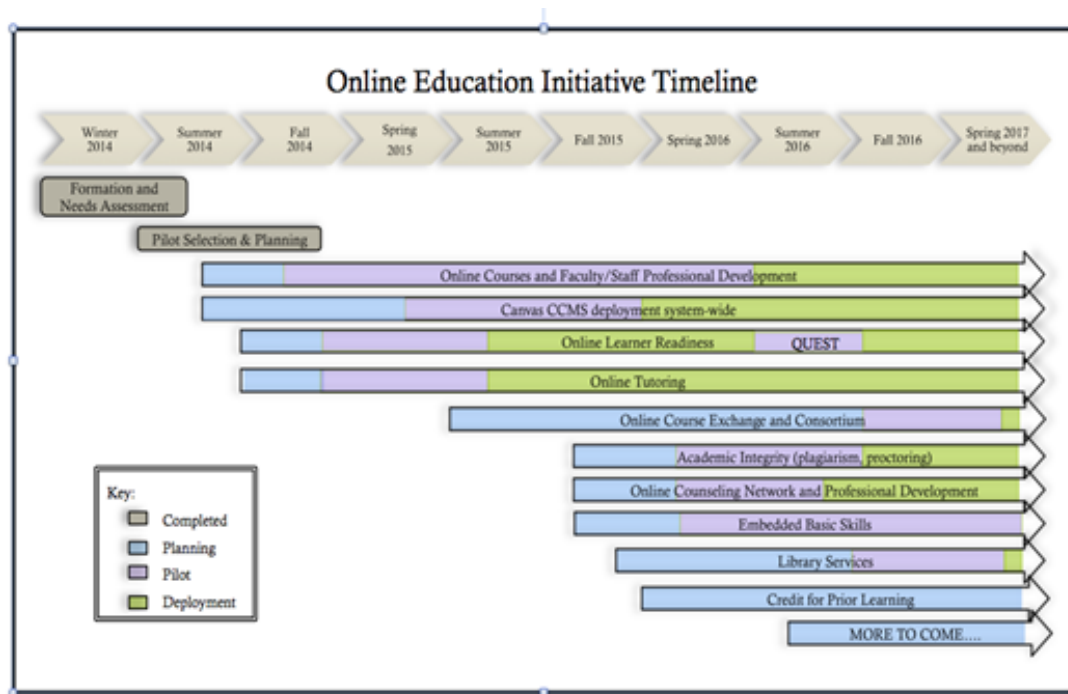 Online Education Initiative Timeline
Winter
2014
Summer
2014
Fall
2014
Spring
2015
Summer
2015
Fall 2015
Spring 2016
Summer
2016
Fall 2016
Spring 2017
and beyond
Formation and
Needs Assessment
Pilot Selection & Planning
Online Courses and Faculty/Staff Professional Development
Canvas CCMS deployment system-wide
Online Learner Readiness QUEST
Online Tutoring
Online Course Exchange and Consortium
Academic Integrity (plagiarism, proctoring)
Online Counseling Network and Professional Development
Embedded Basic Skills
Library Services
Credit for Prior Learning
MORE TO COME....
Key:
Completed
Planning
Pilot
Deployment